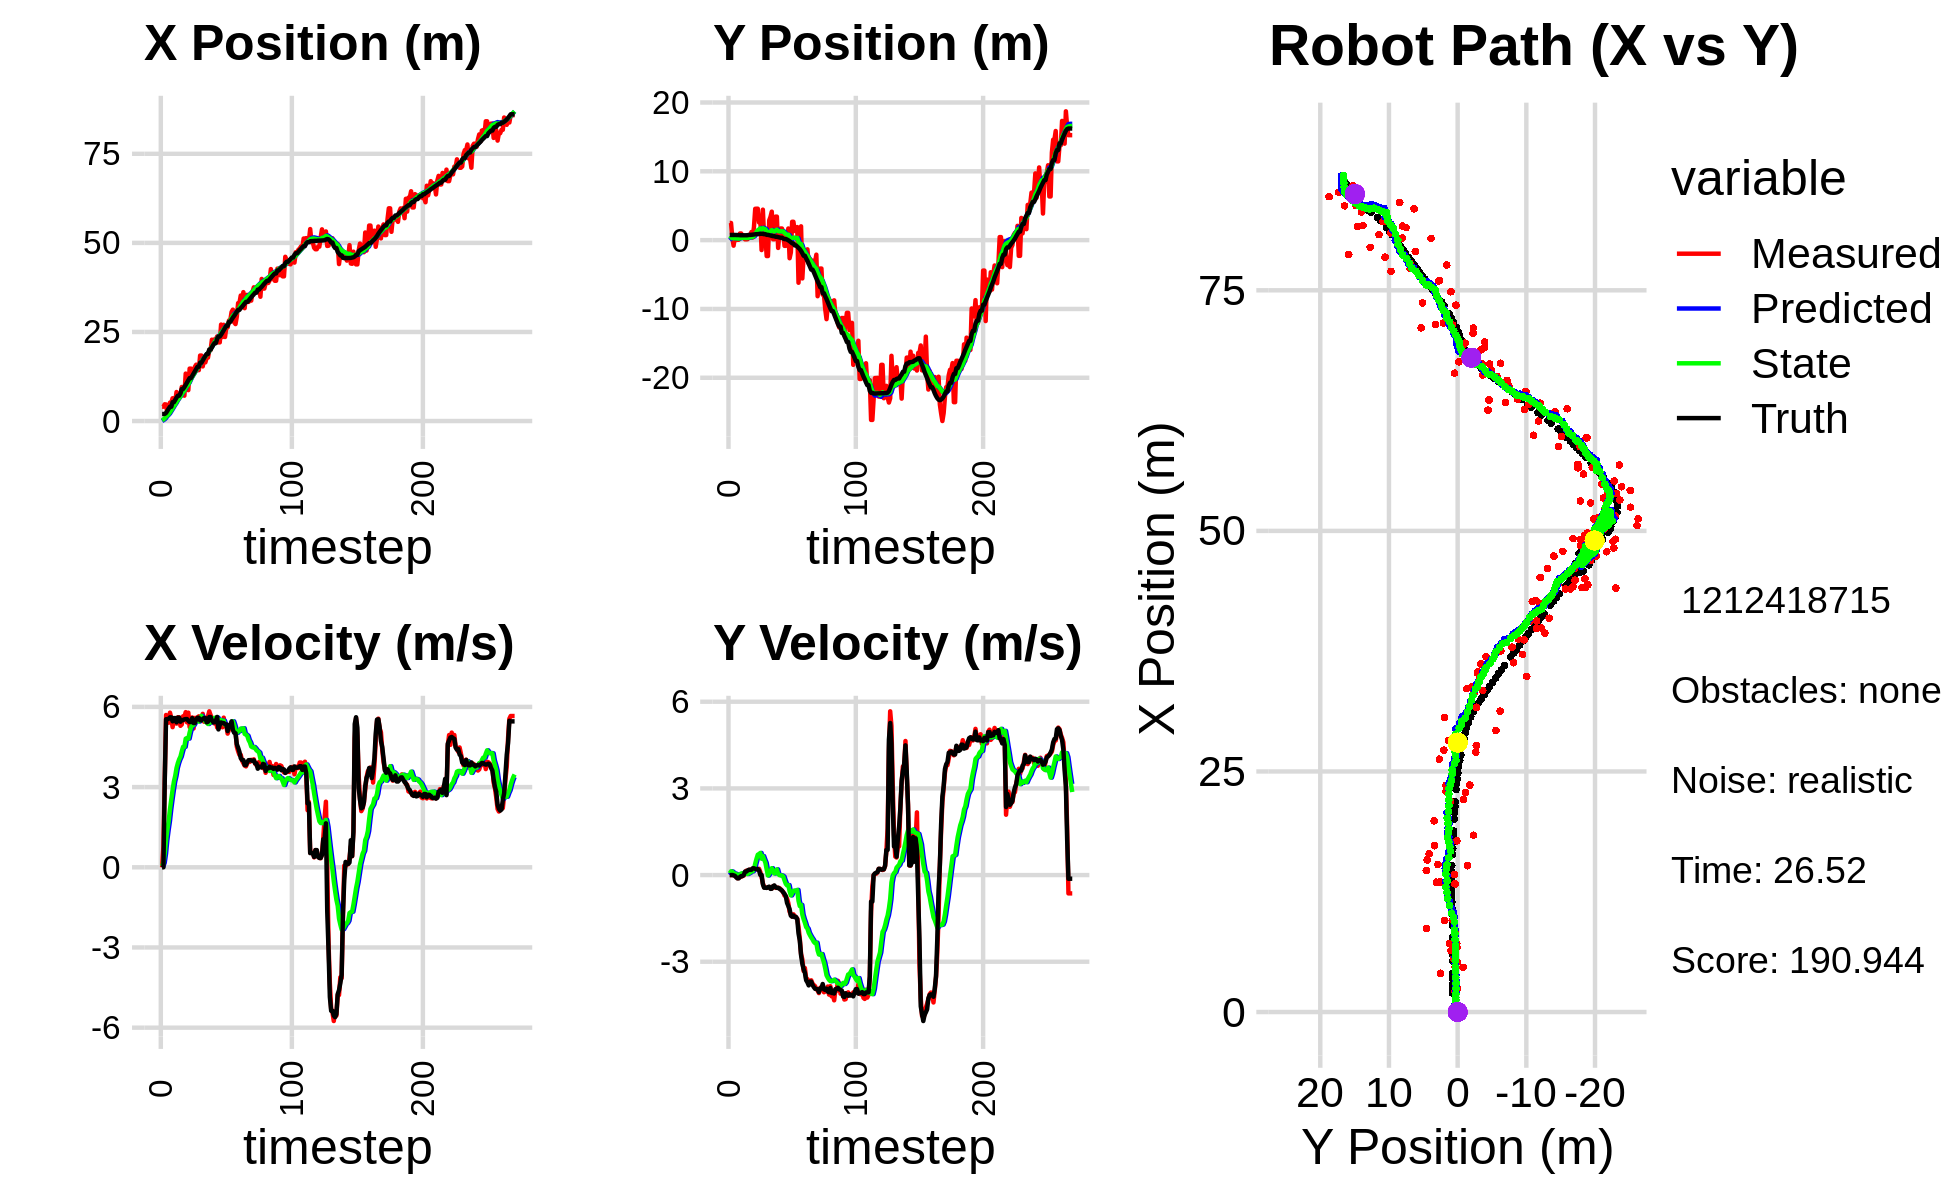 X Position (m)
75
50
25
0
0
100
200
timestep
Y Position (m)
20
10
0
-10
-20
0
100
200
timestep
X Velocity (m/s)
6
3
0
-3
-6
0
100
200
timestep
Y Velocity (m/s)
6
3
0
-3
0
100
200
timestep
Robot Path (X vs Y)
X Position (m)
75
50
25
0
20 10 0 -10 -20
Y Position (m)
variable
Measured
Predicted
State
Truth
1212418715
Obstacles: none
Noise: realistic
Time: 26.52
Score: 190.944